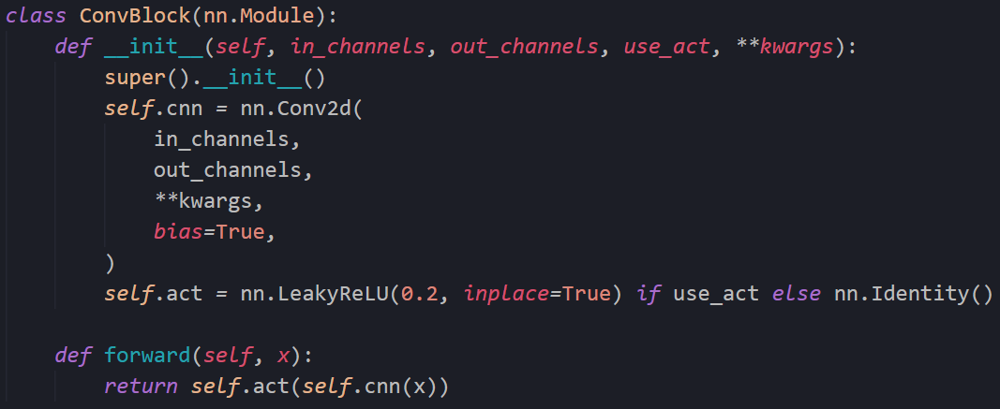 class ConvBlock(nn.Module):
    def __init__(self, in_channels, out_channels, use_act, **kwargs):
        super().__init__()
        self.cnn = nn.Conv2d(
            in_channels,
            out_channels,
            **kwargs,
            bias=True,
        )
        self.act = nn.LeakyReLU(0.2, inplace=True) if use_act else nn.Identity()

    def forward(self, x):
        return self.act(self.cnn(x))